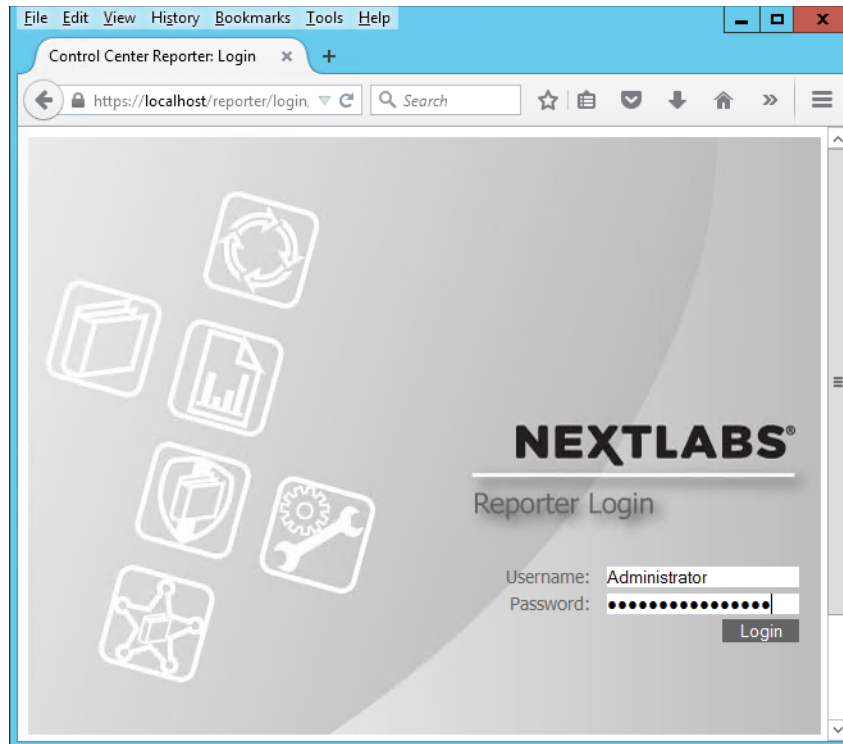 File Edit View History Bookmarks Tools Help
Control Center Reporter: Login
https://localhost/reporter/login, Search
NEXTLABS®
Reporter Login
Username: Administrator
Password: ●●●●●●●●●●●●●●●●
Login